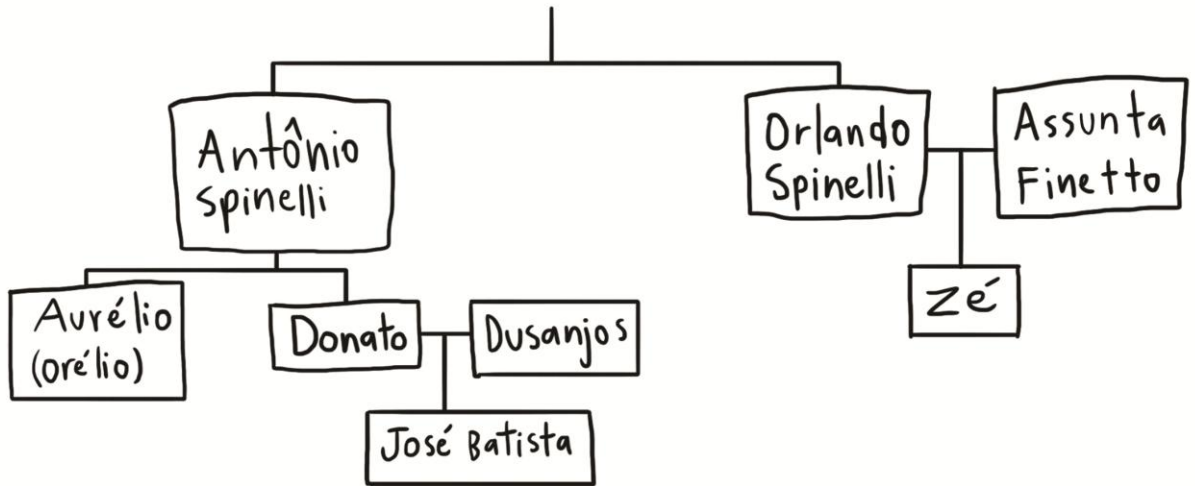 Antônio
Spinelli
Orlando
Spinelli
Assunta
Finetto
Aurélio
(Orélio)
Donato
Dusanjos
Zé
José Batista